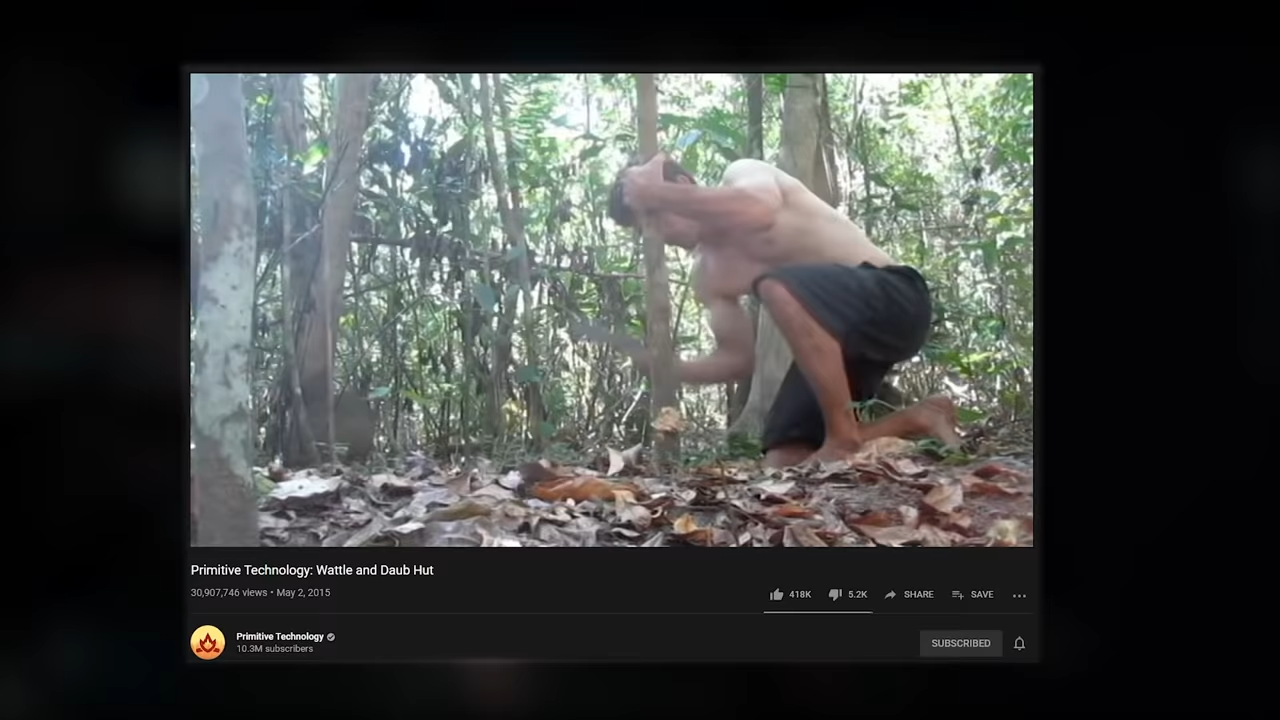 Primitive Technology: Wattle and Daub Hut
30,907,746 views • May 2, 2015
418K 5.2K SHARE SAVE
Primitive Technology
10.3M subscribers
SUBSCRIBED